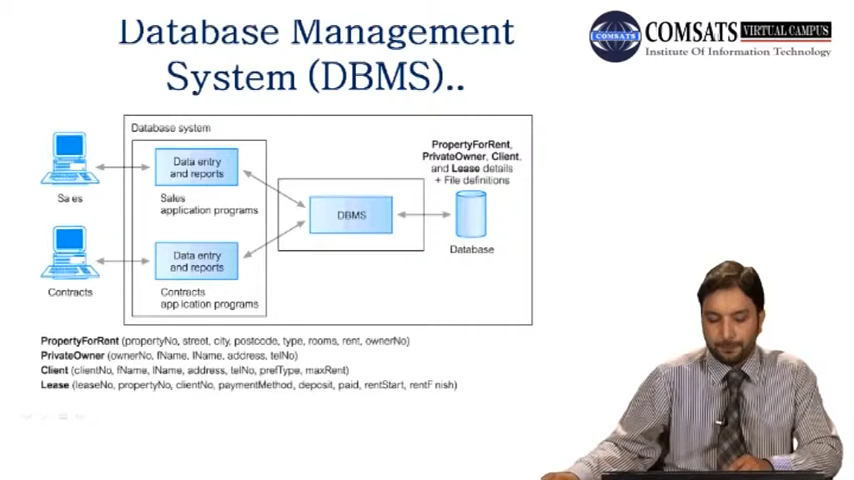 Database Management
System (DBMS)..
COMSATS VIRTUAL CAMPUS
Institute Of Information Technology
COMSATS
Database system
Data entry
and reports
Sales
Sales
application programs
DBMS
PropertyForRent,
PrivateOwner, Client,
and Lease details
+ File definitions
Database
Data entry
and reports
Contracts
Contracts
application programs
PropertyForRent (propertyNo, street, city, postcode, type, rooms, rent, ownerNo)
PrivateOwner (ownerNo, fName, lName, address, telNo)
Client (clientNo, fName, lName, address, telNo, prefType, maxRent)
Lease (leaseNo, propertyNo, clientNo, paymentMethod, deposit, paid, rentStart, rentFinish)